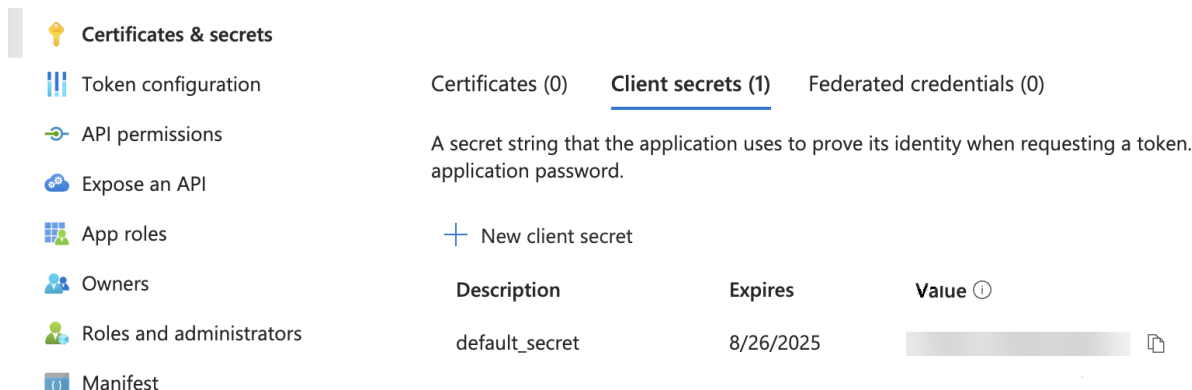 Certificates & secrets
Token configuration
API permissions
Expose an API
App roles
Owners
Roles and administrators
Manifest
Certificates (0) Client secrets (1) Federated credentials (0)
A secret string that the application uses to prove its identity when requesting a token.
application password.
New client secret
Description Expires Value
default_secret 8/26/2025